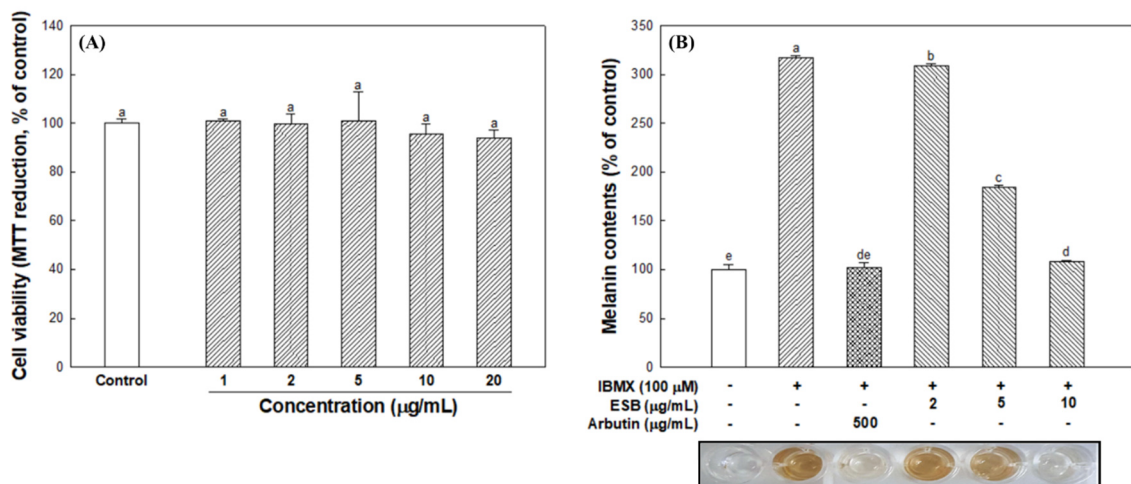 (A)
Cell viability (MTT reduction, % of control)
140
120
100
80
60
40
20
0
a
a
a
a
a
a
Control
1
2
5
10
20
Concentration (μg/mL)
(B)
Melanin contents (% of control)
350
300
250
200
150
100
50
0
e
a
de
b
c
d
IBMX (100 μM) - + + + + +
ESB (μg/mL) - - - 2 5 10
Arbutin (μg/mL) - - 500 - - -